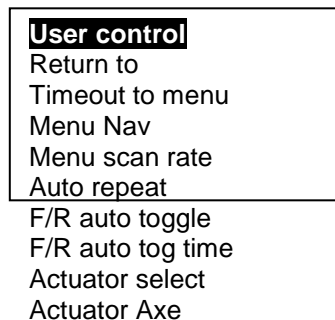 User control
Return to
Timeout to menu
Menu Nav
Menu scan rate
Auto repeat
F/R auto toggle
F/R auto tog time
Actuator select
Actuator Axe